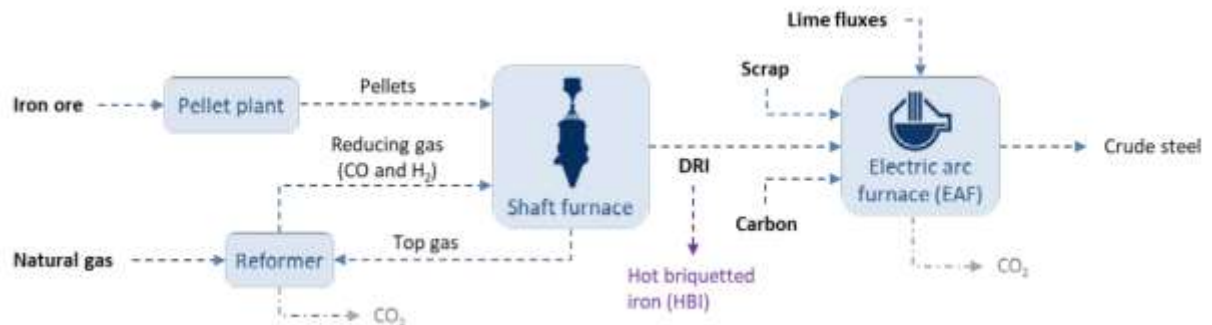 Lime fluxes
Scrap
Iron ore
Pellet plant
Pellets
Reducing gas
(CO and H₂)
Shaft furnace
DRI
Electric arc
furnace (EAF)
Crude steel
Carbon
Natural gas
Reformer
Top gas
Hot briquetted
iron (HBI)
CO₂
CO₂